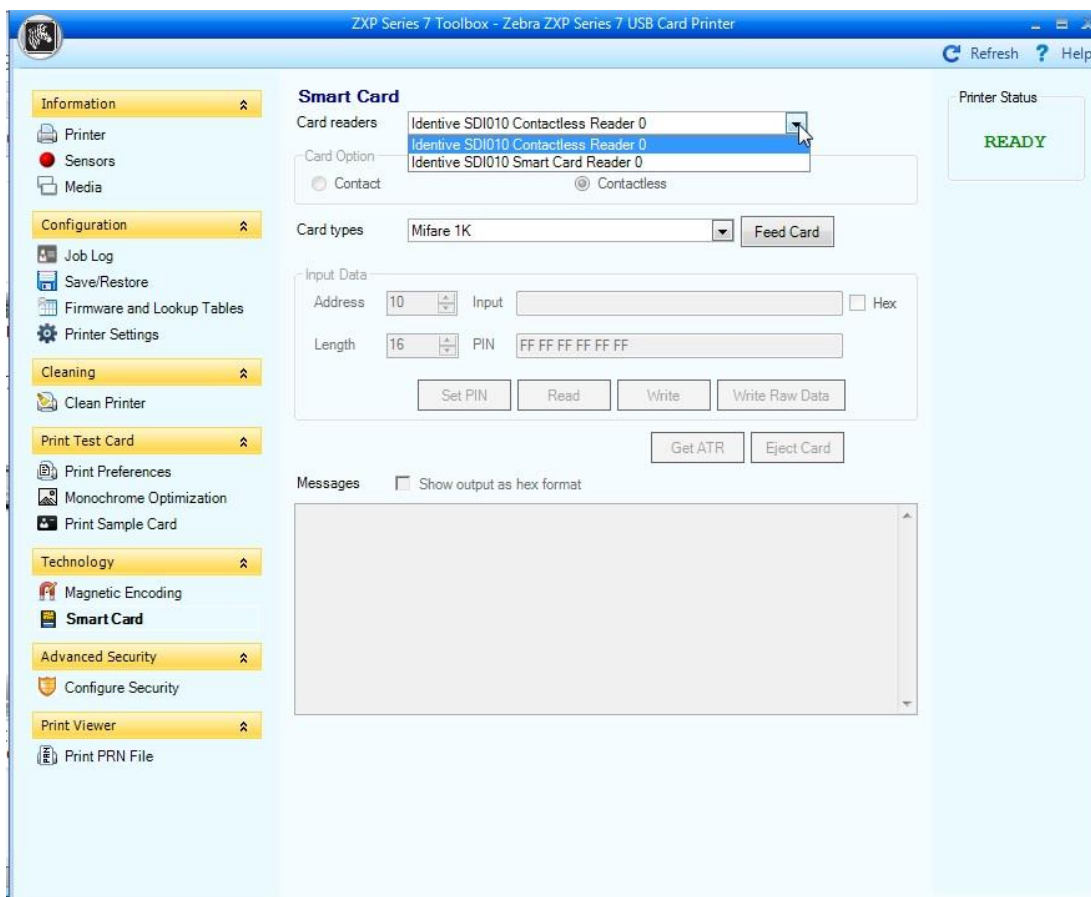 ZXP Series 7 Toolbox - Zebra ZXP Series 7 USB Card Printer
Refresh ? Help
Information
Printer
Sensors
Media
Configuration
Job Log
Save/Restore
Firmware and Lookup Tables
Printer Settings
Cleaning
Clean Printer
Print Test Card
Print Preferences
Monochrome Optimization
Print Sample Card
Technology
Magnetic Encoding
Smart Card
Advanced Security
Configure Security
Print Viewer
Print PRN File
Smart Card
Card readers Identive SDI010 Contactless Reader 0
Identive SDI010 Contactless Reader 0
Identive SDI010 Smart Card Reader 0
Card Option
Contact Contactless
Card types Mifare 1K Feed Card
Input Data
Address 10 Input Hex
Length 16 PIN FF FF FF FF FF FF
Set PIN Read Write Write Raw Data
Get ATR Eject Card
Messages Show output as hex format
Printer Status
READY